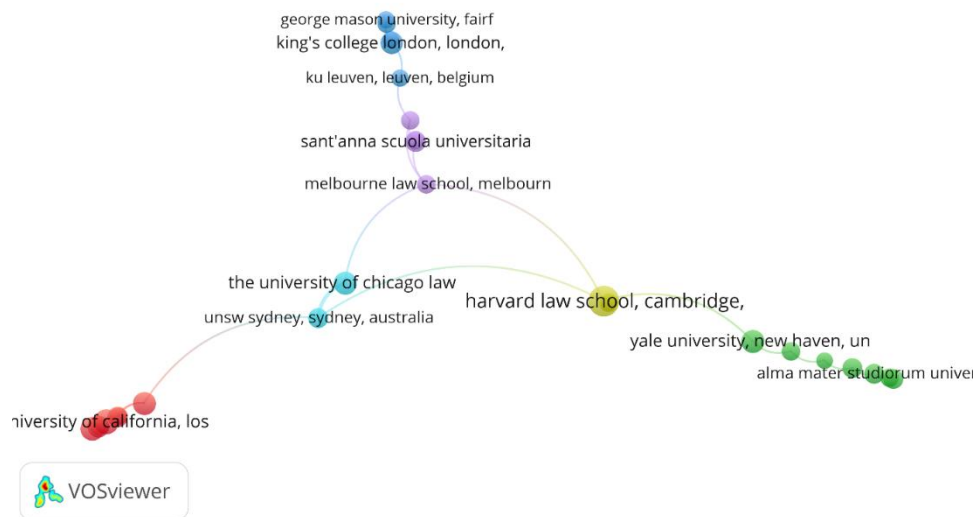 george mason university, fairf
king's college london, london,
ku leuven, leuven, belgium
sant'anna scuola universitaria
melbourne law school, melbourn
the university of chicago law
harvard law school, cambridge,
unsw sydney, sydney, australia
yale university, new haven, un
alma mater studiorum univer
niversity of california, los
VOSviewer